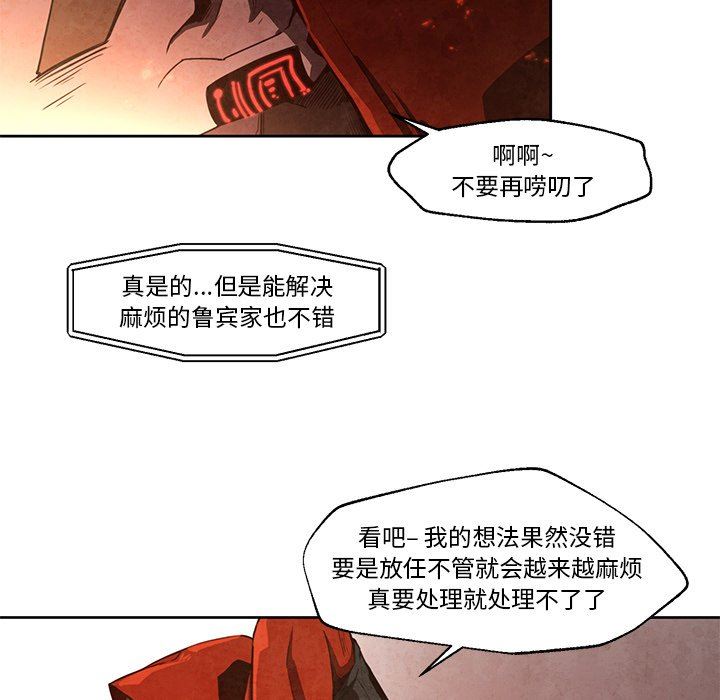 啊啊~
不要再唠叨了
真是的...但是能解决
麻烦的鲁宾家也不错
看吧– 我的想法果然没错
要是放任不管就会越来越麻烦
真要处理就处理不了了